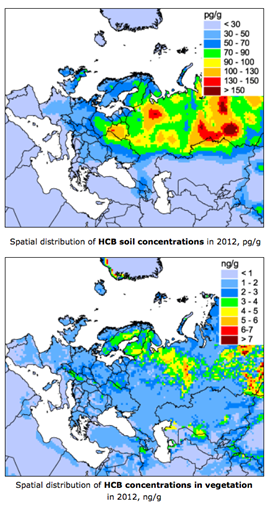 pg/g
< 30
30 - 50
50 - 70
70 - 90
90 - 100
100 - 130
130 - 150
> 150
Spatial distribution of HCB soil concentrations in 2012, pg/g
ng/g
< 1
1 - 2
2 - 3
3 - 4
4 - 5
5 - 6
6-7
> 7
Spatial distribution of HCB concentrations in vegetation
in 2012, ng/g